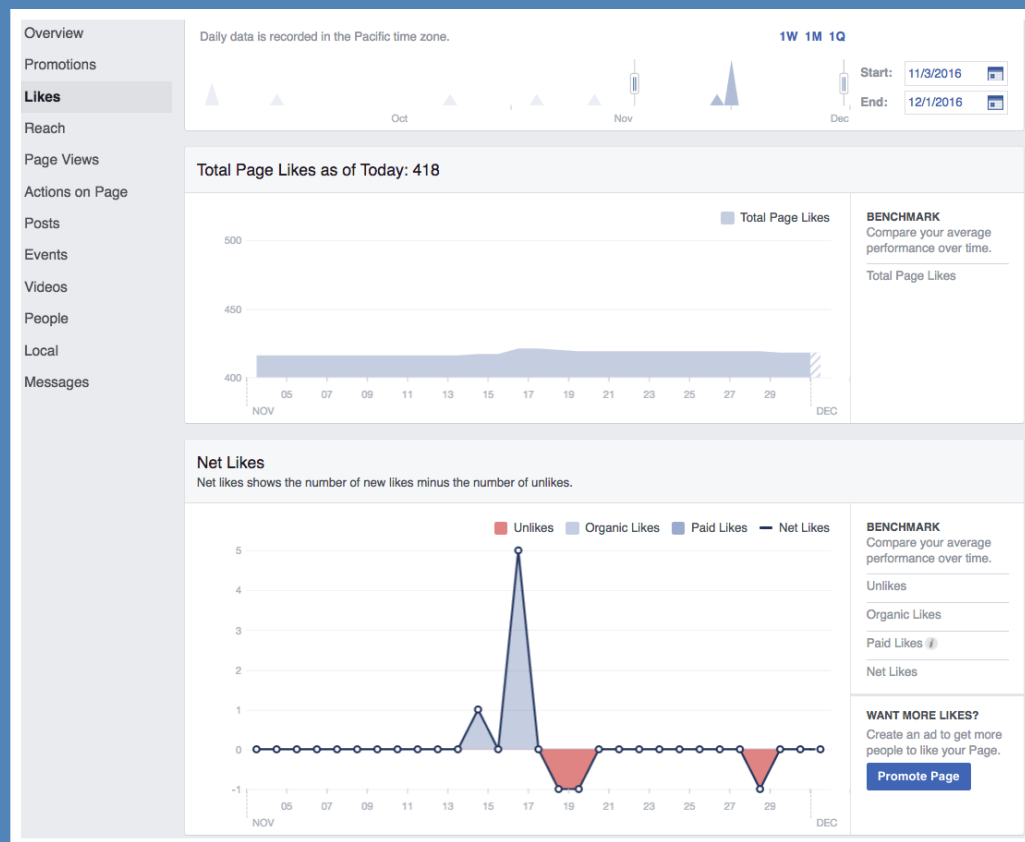 Overview
Promotions
Likes
Reach
Page Views
Actions on Page
Posts
Events
Videos
People
Local
Messages
Daily data is recorded in the Pacific time zone.
1W 1M 1Q
Start: 11/3/2016
End: 12/1/2016
Oct Nov Dec
Total Page Likes as of Today: 418
Total Page Likes
500
450
400
05 07 09 11 13 15 17 19 21 23 25 27 29
NOV DEC
BENCHMARK
Compare your average
performance over time.
Total Page Likes
Net Likes
Net likes shows the number of new likes minus the number of unlikes.
Unlikes Organic Likes Paid Likes Net Likes
5
4
3
2
1
0
-1
05 07 09 11 13 15 17 19 21 23 25 27 29
NOV DEC
BENCHMARK
Compare your average
performance over time.
Unlikes
Organic Likes
Paid Likes i
Net Likes
WANT MORE LIKES?
Create an ad to get more
people to like your Page.
Promote Page